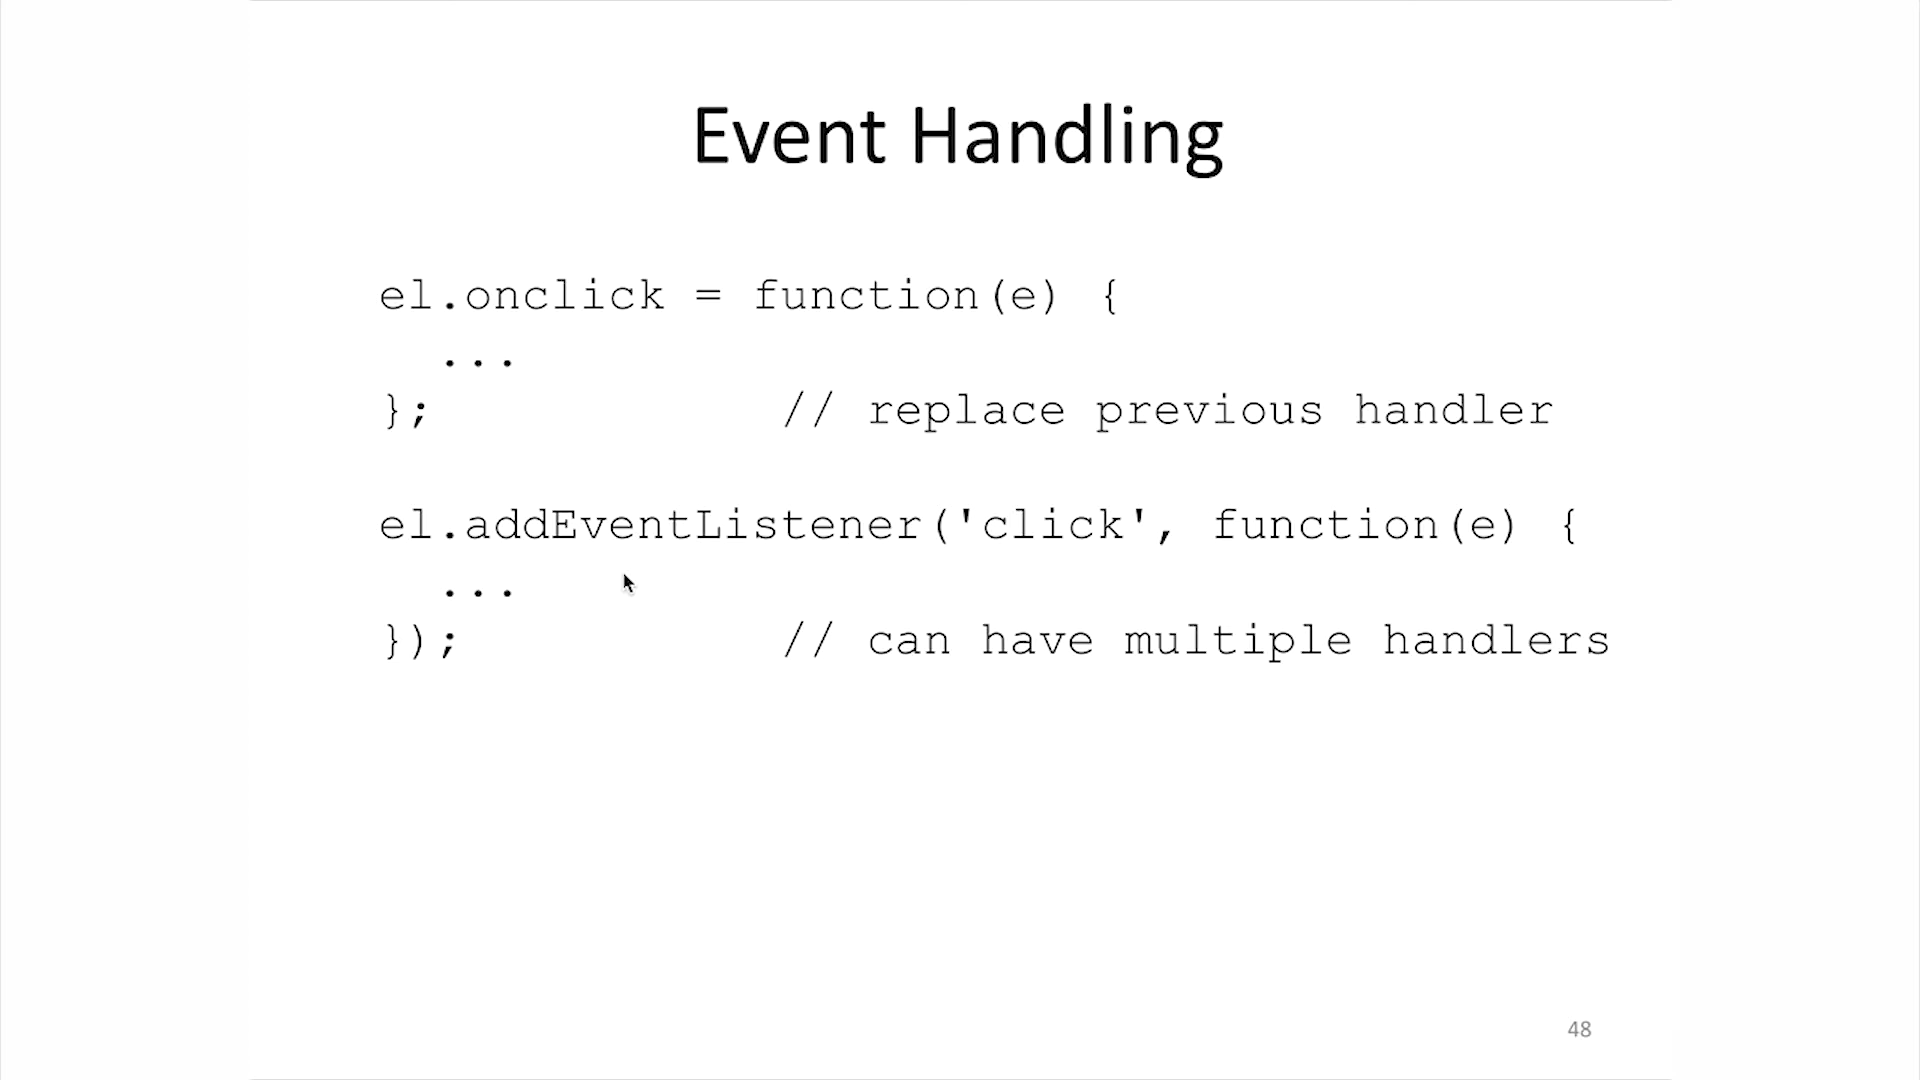 Event Handling
el.onclick = function(e) {
...
};                // replace previous handler
el.addEventListener('click', function(e) {
...
});               // can have multiple handlers
48